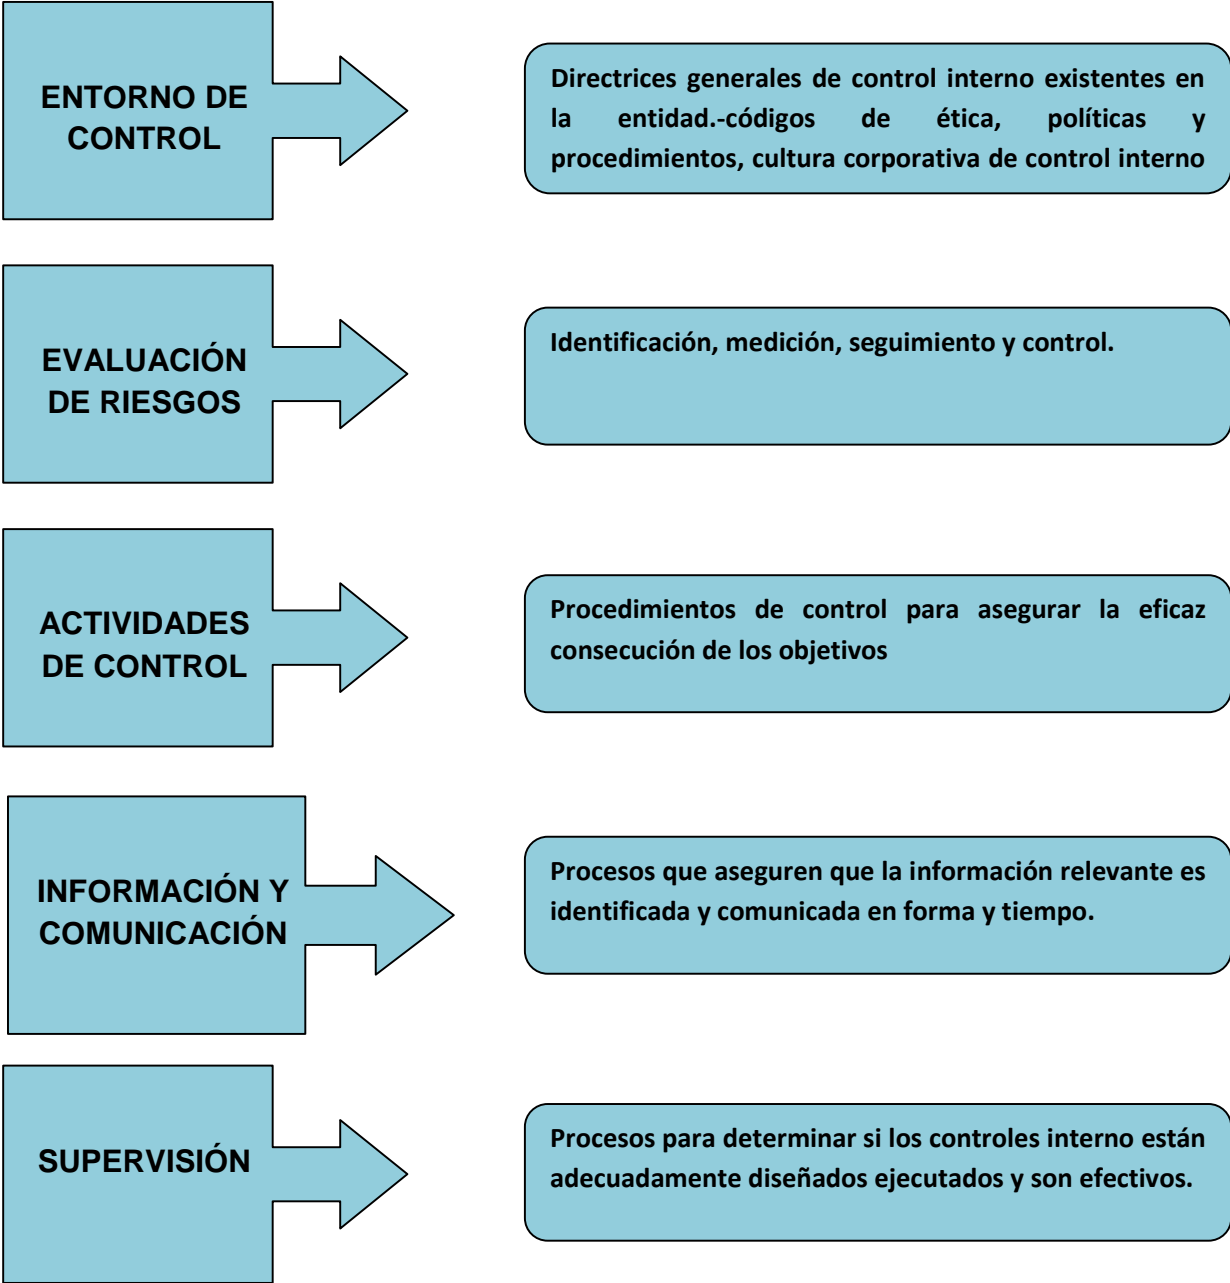 ENTORNO DE
CONTROL
Directrices generales de control interno existentes en
la entidad.-códigos de ética, políticas y
procedimientos, cultura corporativa de control interno
EVALUACIÓN
DE RIESGOS
Identificación, medición, seguimiento y control.
ACTIVIDADES
DE CONTROL
Procedimientos de control para asegurar la eficaz
consecución de los objetivos
INFORMACIÓN Y
COMUNICACIÓN
Procesos que aseguren que la información relevante es
identificada y comunicada en forma y tiempo.
SUPERVISIÓN
Procesos para determinar si los controles interno están
adecuadamente diseñados ejecutados y son efectivos.